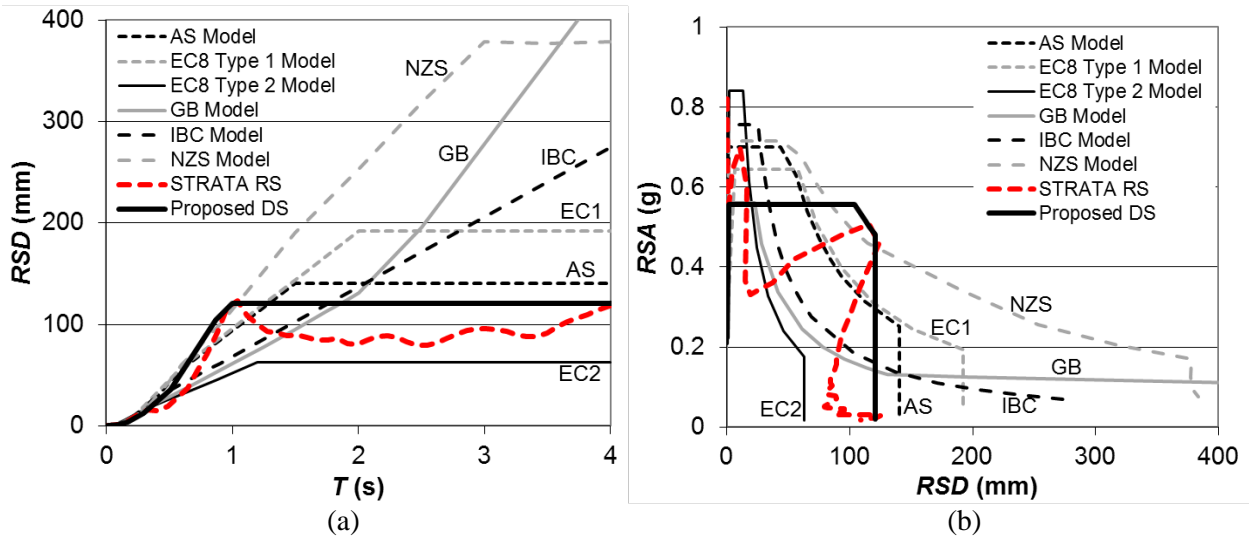 400
300
200
100
0
RSD (mm)
AS Model
EC8 Type 1 Model
EC8 Type 2 Model
GB Model
IBC Model
NZS Model
STRATA RS
Proposed DS
NZS
GB
IBC
EC1
AS
EC2
0 1 2 3 4
T (s)
(a)
1
0.8
0.6
0.4
0.2
0
RSA (g)
AS Model
EC8 Type 1 Model
EC8 Type 2 Model
GB Model
IBC Model
NZS Model
STRATA RS
Proposed DS
NZS
EC1
GB
EC2
AS
IBC
0 100 200 300 400
RSD (mm)
(b)